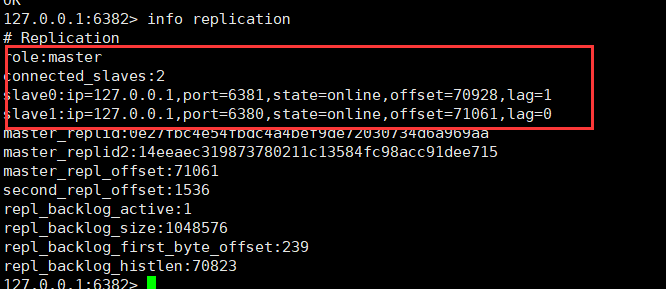 OK
127.0.0.1:6382> info replication
# Replication
role:master
connected_slaves:2
slave0:ip=127.0.0.1,port=6381,state=online,offset=70928,lag=1
slave1:ip=127.0.0.1,port=6380,state=online,offset=71061,lag=0
master_replid:0e27fbc4e54fbdc4a4bef9de72030734d6a969aa
master_replid2:14eeaec319873780211c13584fc98acc91dee715
master_repl_offset:71061
second_repl_offset:1536
repl_backlog_active:1
repl_backlog_size:1048576
repl_backlog_first_byte_offset:239
repl_backlog_histlen:70823
127.0.0.1:6382>